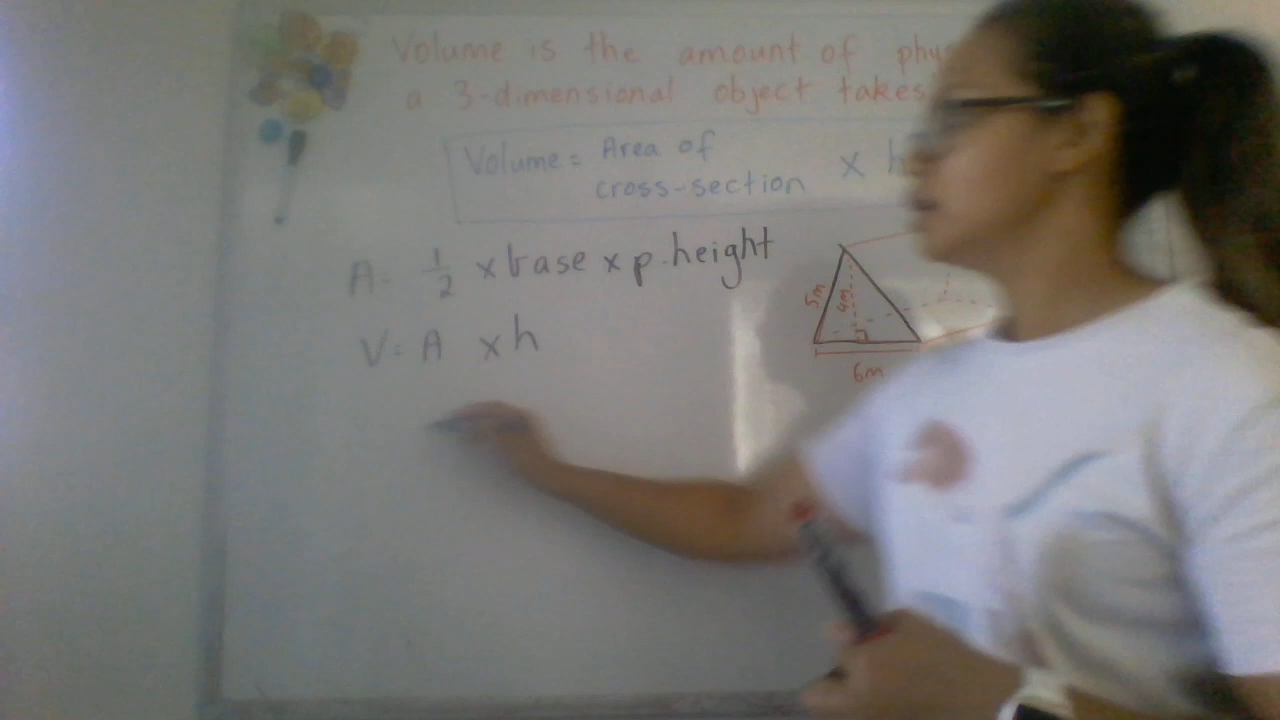 Volume is the amount of
a 3-dimensional object takes
Volume = Area of
cross-section × h
A = 1/2 × base × p. height
V = A × h
5m
4m
6m